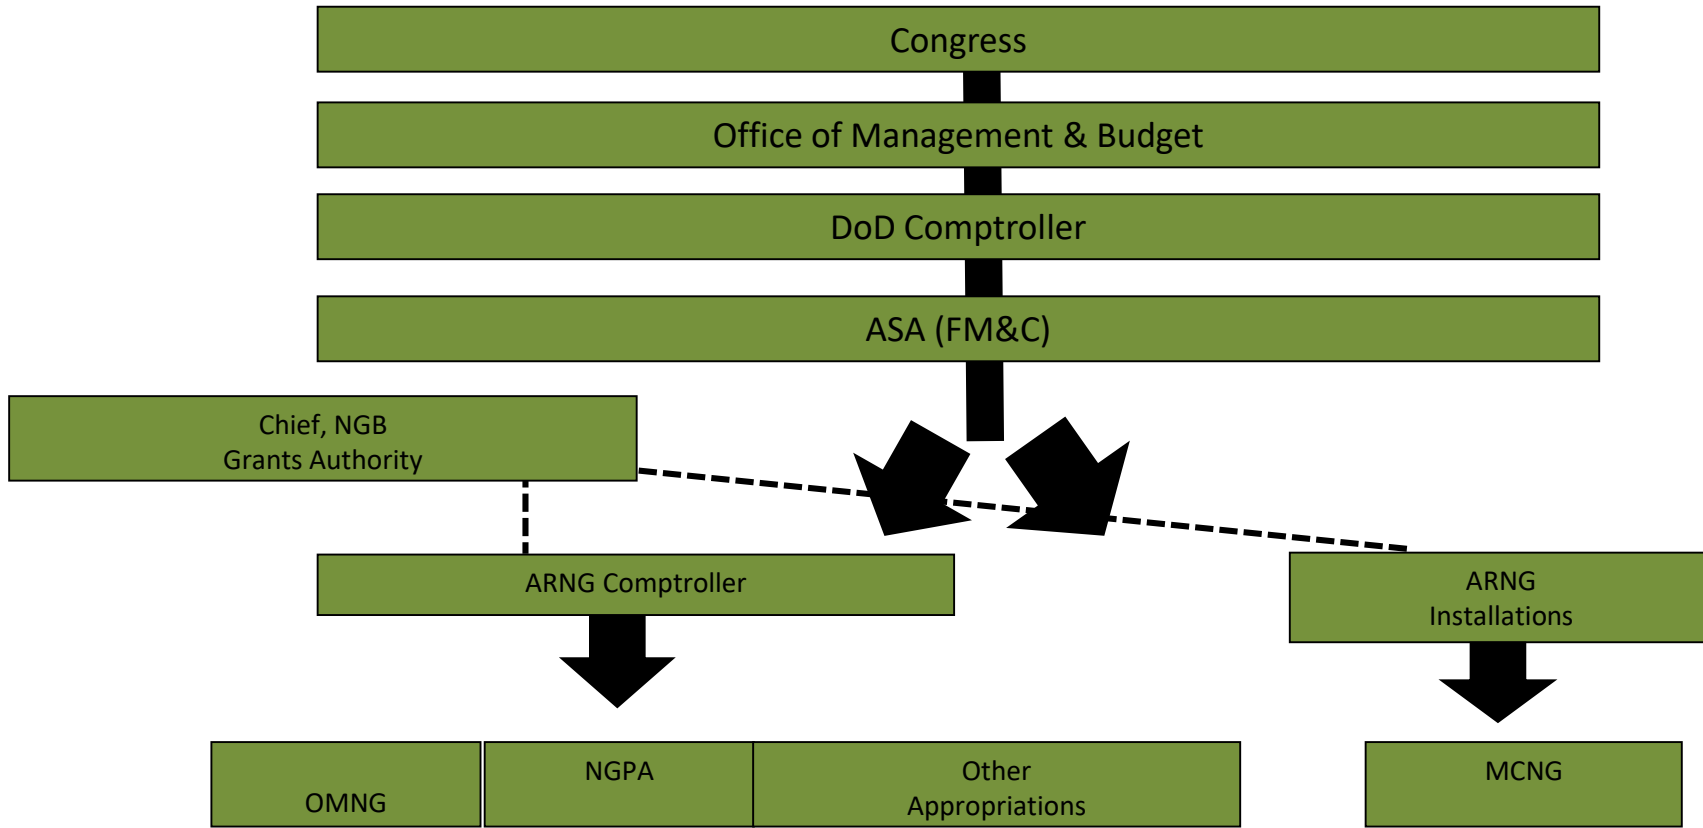 Congress
Office of Management & Budget
DoD Comptroller
ASA (FM&C)
Chief, NGB
Grants Authority
ARNG Comptroller
ARNG
Installations
OMNG
NGPA
Other
Appropriations
MCNG